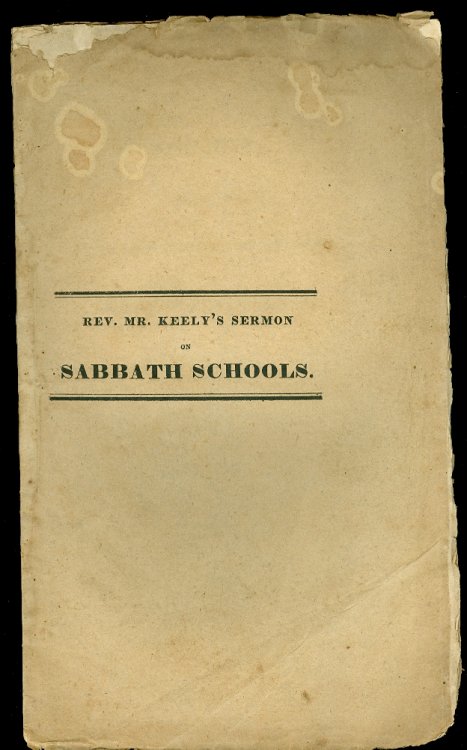 REV. MR. KEELY'S SERMON
ON
SABBATH SCHOOLS.